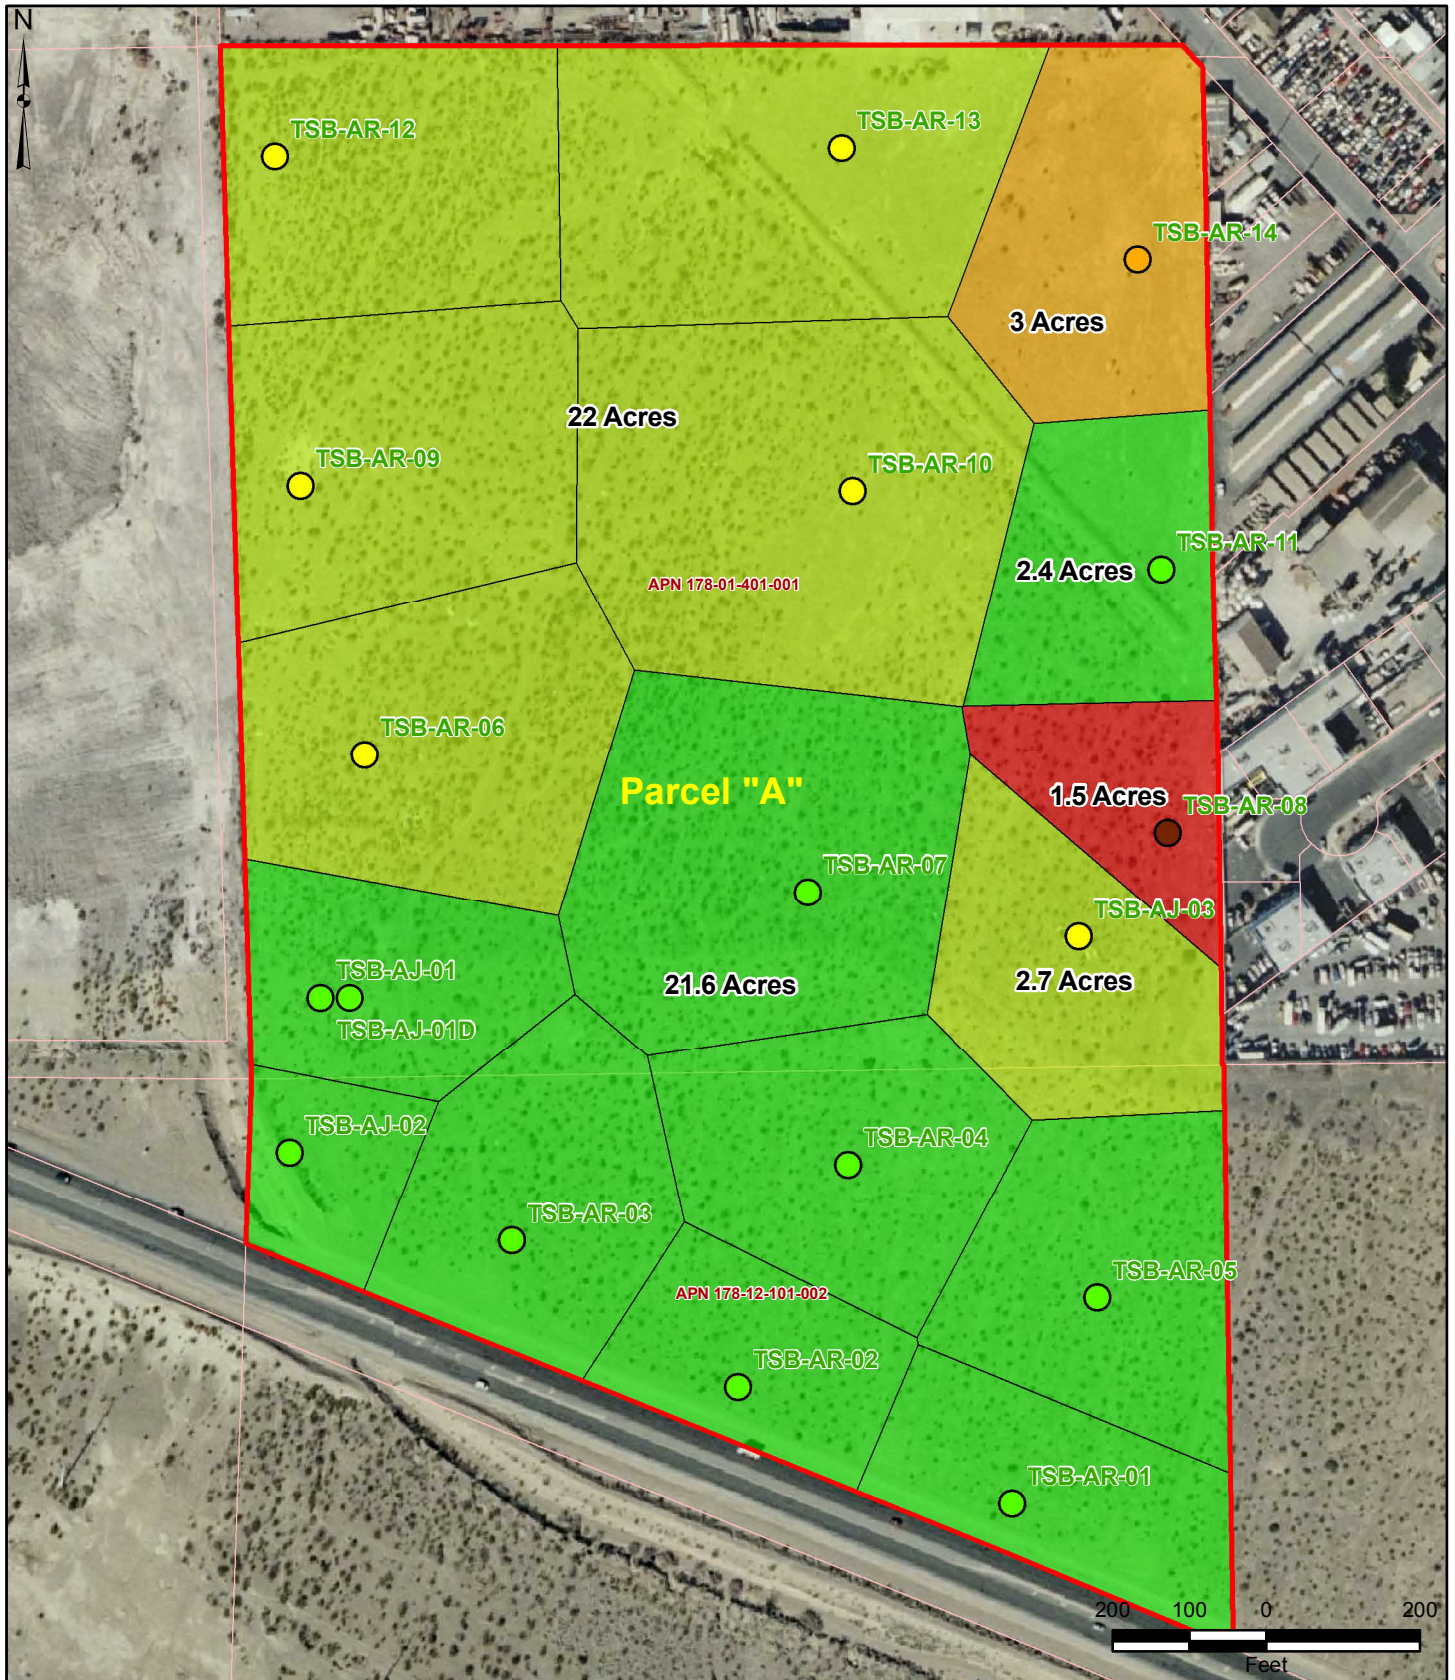 N
TSB-AR-12
TSB-AR-13
TSB-AR-14
3 Acres
22 Acres
TSB-AR-09
TSB-AR-10
TSB-AR-11
2.4 Acres
APN 178-01-401-001
TSB-AR-06
Parcel "A"
1.5 Acres
TSB-AR-08
TSB-AR-07
TSB-AJ-03
TSB-AJ-01
21.6 Acres
2.7 Acres
TSB-AJ-01D
TSB-AJ-02
TSB-AR-04
TSB-AR-03
TSB-AR-05
APN 178-12-101-002
TSB-AR-02
TSB-AR-01
200 100 0 200
Feet